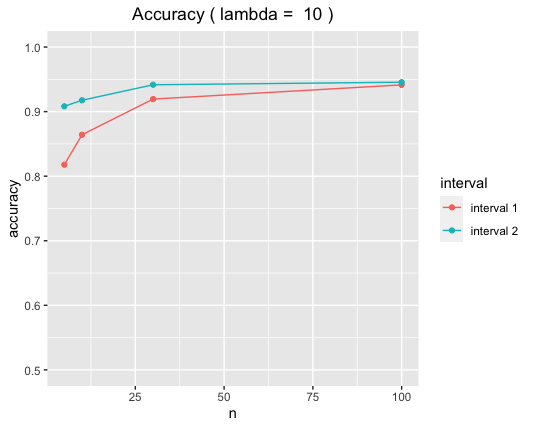 Accuracy ( lambda =  10 )
accuracy
1.0
0.9
0.8
0.7
0.6
0.5
25
50
75
100
n
interval
interval 1
interval 2